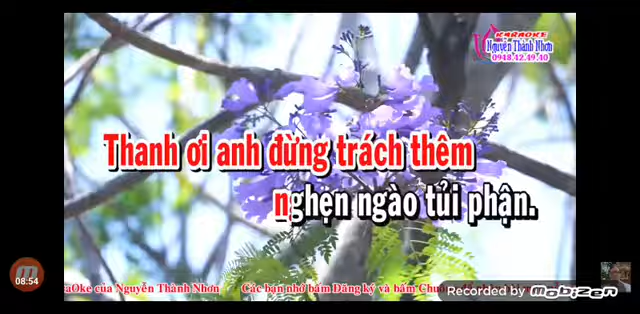 KARAOKE
Nguyễn Thành Nhơn
0948.42.49.40
Thanh ơi anh đừng trách thêm
nghẹn ngào tủi phận.
08:54
aOke của Nguyễn Thành Nhơn Các bạn nhớ bấm Đăng ký và bấm
Recorded by MobiZen